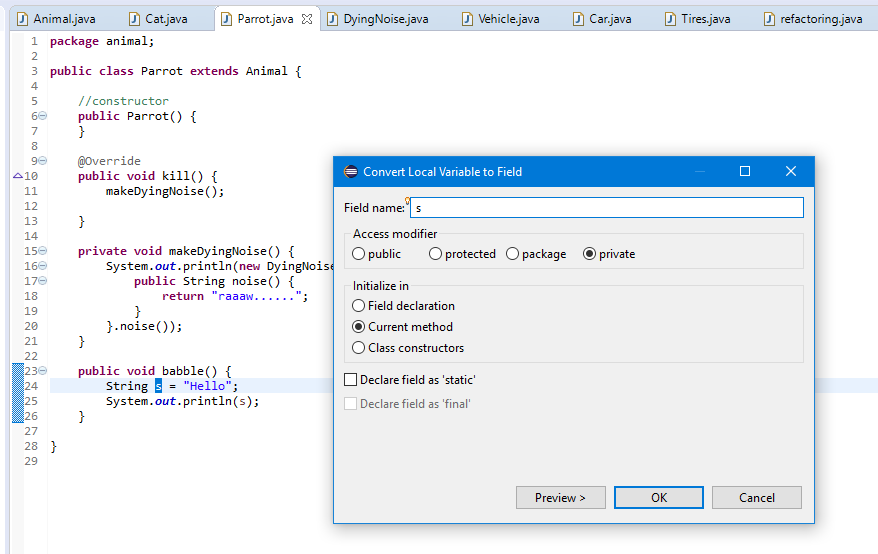 Animal.java Cat.java Parrot.java DyingNoise.java Vehicle.java Car.java Tires.java refactoring.java
1 package animal;
2
3 public class Parrot extends Animal {
4
5 //constructor
6 public Parrot() {
7 }
8
9 @Override
10 public void kill() {
11 makeDyingNoise();
12
13 }
14
15 private void makeDyingNoise() {
16 System.out.println(new DyingNoise
17 public String noise() {
18 return "raaaw......";
19 }
20 }.noise());
21 }
22
23 public void babble() {
24 String s = "Hello";
25 System.out.println(s);
26 }
27
28 }
29
Convert Local Variable to Field
Field name: s
Access modifier
public protected package private
Initialize in
Field declaration
Current method
Class constructors
Declare field as 'static'
Declare field as 'final'
Preview > OK Cancel